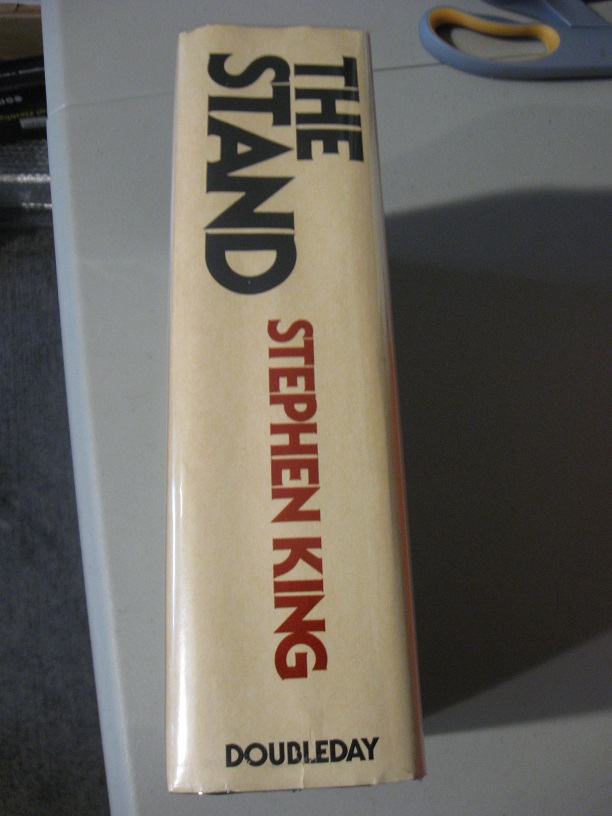 THE
STAND
STEPHEN KING
DOUBLEDAY